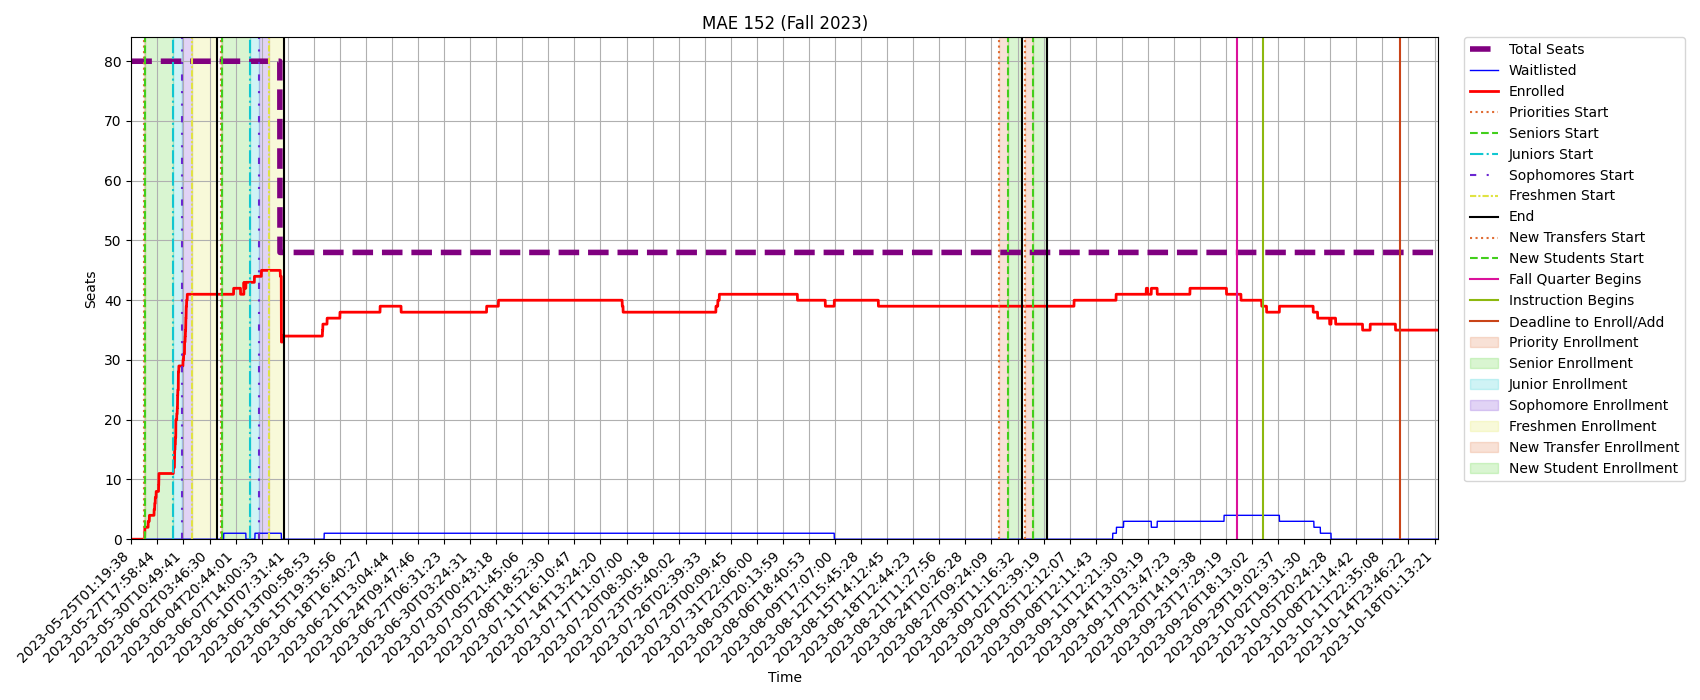 MAE 152 (Fall 2023)
Seats
80
70
60
50
40
30
20
10
0
2023-05-25T01:19:38
2023-05-27T17:58:44
2023-05-30T10:49:41
2023-06-02T03:46:30
2023-06-04T20:44:01
2023-06-07T14:00:33
2023-06-10T07:31:41
2023-06-13T00:58:53
2023-06-15T19:35:56
2023-06-18T16:40:27
2023-06-21T13:04:44
2023-06-24T09:47:46
2023-06-27T06:31:23
2023-06-30T03:24:31
2023-07-03T00:43:18
2023-07-05T21:45:06
2023-07-08T18:52:30
2023-07-11T16:10:47
2023-07-14T13:24:20
2023-07-17T11:07:00
2023-07-20T08:30:18
2023-07-23T05:40:02
2023-07-26T02:39:33
2023-07-29T00:09:45
2023-07-31T22:06:00
2023-08-03T20:13:59
2023-08-06T18:40:53
2023-08-09T17:07:00
2023-08-12T15:45:28
2023-08-15T14:12:45
2023-08-18T12:44:23
2023-08-21T11:27:56
2023-08-24T10:26:28
2023-08-27T09:24:09
2023-08-30T11:16:32
2023-09-02T12:39:19
2023-09-05T12:12:07
2023-09-08T12:11:43
2023-09-11T12:21:30
2023-09-14T13:03:19
2023-09-17T13:47:23
2023-09-20T14:19:38
2023-09-23T17:29:19
2023-09-26T18:13:02
2023-09-29T19:02:37
2023-10-02T19:31:30
2023-10-05T20:24:28
2023-10-08T21:14:42
2023-10-11T22:35:08
2023-10-14T23:46:22
2023-10-18T01:13:21
Time
Total Seats
Waitlisted
Enrolled
Priorities Start
Seniors Start
Juniors Start
Sophomores Start
Freshmen Start
End
New Transfers Start
New Students Start
Fall Quarter Begins
Instruction Begins
Deadline to Enroll/Add
Priority Enrollment
Senior Enrollment
Junior Enrollment
Sophomore Enrollment
Freshmen Enrollment
New Transfer Enrollment
New Student Enrollment